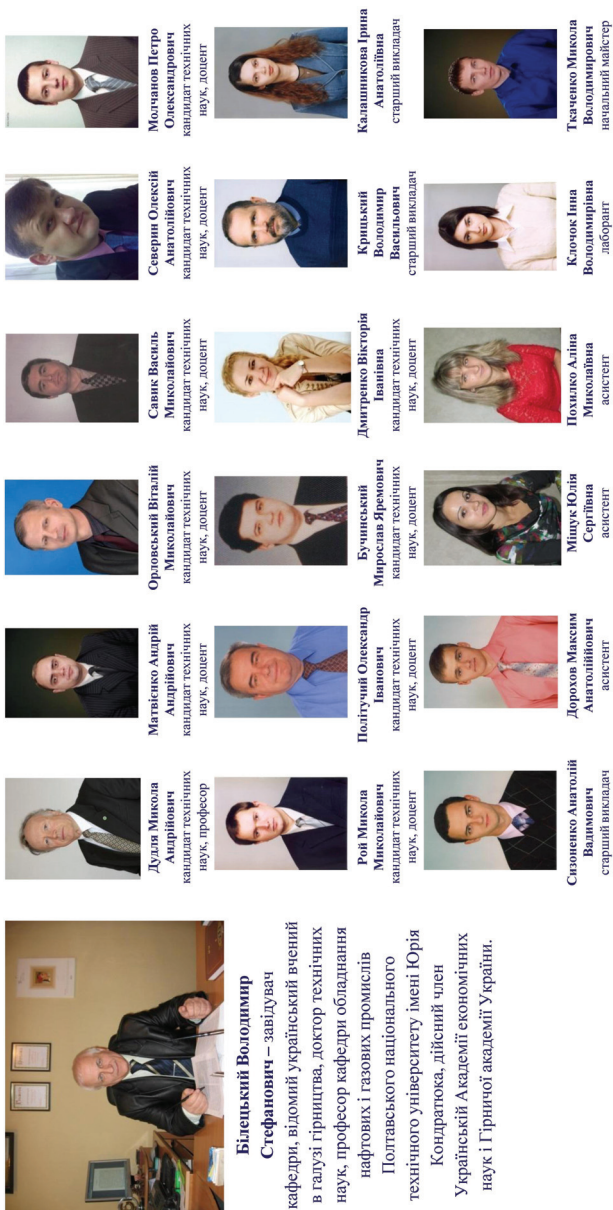 Білецький Володимир
Стефанович – завідувач
кафедри, відомий український вчений
в галузі гірництва, доктор технічних
наук, професор кафедри обладнання
нафтових і газових промислів
Полтавського національного
технічного університету імені Юрія
Кондратюка, дійсний член
Української Академії економічних
наук і Гірничої академії України.
Дудля Микола
Андрійович
кандидат технічних
наук, професор
Матвієнко Андрій
Андрійович
кандидат технічних
наук, доцент
Орловський Віталій
Миколайович
кандидат технічних
наук, доцент
Савик Василь
Миколайович
кандидат технічних
наук, доцент
Северин Олексій
Анатолійович
кандидат технічних
наук, доцент
Молчанов Петро
Олександрович
кандидат технічних
наук, доцент
Рой Микола
Миколайович
кандидат технічних
наук, доцент
Політучий Олександр
Іванович
кандидат технічних
наук, доцент
Бучинський
Мирослав Яремович
кандидат технічних
наук, доцент
Дмитренко Вікторія
Іванівна
кандидат технічних
наук, доцент
Крицький
Володимир
Васильович
старший викладач
Калашникова Ірина
Анатоліївна
старший викладач
Сизоненко Анатолій
Вадимович
старший викладач
Дорохов Максим
Анатоліййович
асистент
Міщук Юлія
Сергіївна
асистент
Похилко Аліна
Миколаївна
асистент
Клочок Інна
Володимирівна
лаборант
Ткаченко Микола
Володимирович
начальний майстер